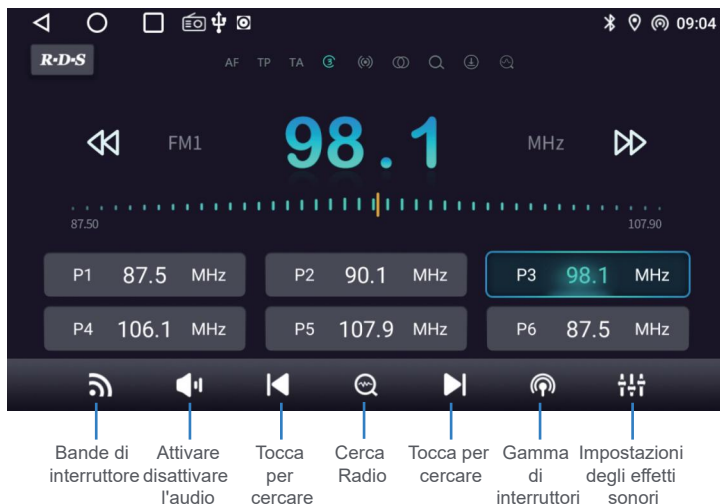 09:04
R·D·S AF TP TA
FM1 98.1 MHz
87.50 107.90
P1 87.5 MHz P2 90.1 MHz P3 98.1 MHz
P4 106.1 MHz P5 107.9 MHz P6 87.5 MHz
Bande di Attivare Tocca Cerca Tocca per Gamma Impostazioni
interruttore disattivare per Radio cercare di degli effetti
l'audio cercare interruttori sonori